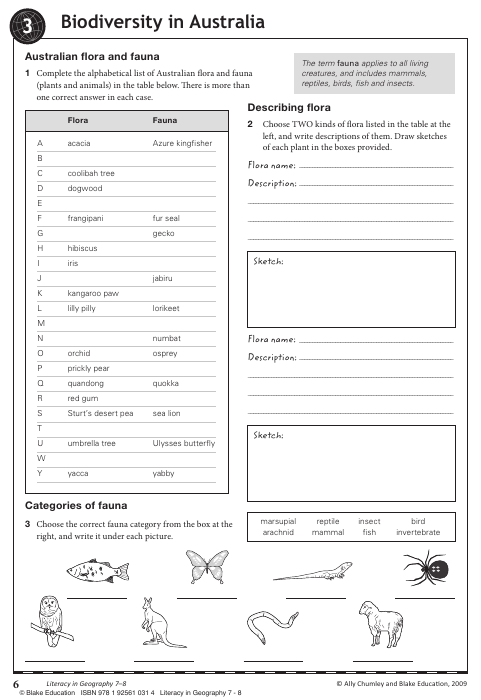 3
Biodiversity in Australia
Australian flora and fauna
1 Complete the alphabetical list of Australian flora and fauna
(plants and animals) in the table below. There is more than
one correct answer in each case.
Flora Fauna
A acacia Azure kingfisher
B
C coolibah tree
D dogwood
E
F frangipani fur seal
G gecko
H hibiscus
I iris
J jabiru
K kangaroo paw
L lilly pilly lorikeet
M
N numbat
O orchid osprey
P prickly pear
Q quandong quokka
R red gum
S Sturt's desert pea sea lion
T
U umbrella tree Ulysses butterfly
W
Y yacca yabby
The term fauna applies to all living
creatures, and includes mammals,
reptiles, birds, fish and insects.
Describing flora
2 Choose TWO kinds of flora listed in the table at the
left, and write descriptions of them. Draw sketches
of each plant in the boxes provided.
Flora name:
Description:
Sketch:
Flora name:
Description:
Sketch:
Categories of fauna
3 Choose the correct fauna category from the box at the
right, and write it under each picture.
marsupial reptile insect bird
arachnid mammal fish invertebrate
6 Literacy in Geography 7–8 © Ally Chumley and Blake Education, 2009
© Blake Education ISBN 978 1 92561 031 4 Literacy in Geography 7 - 8